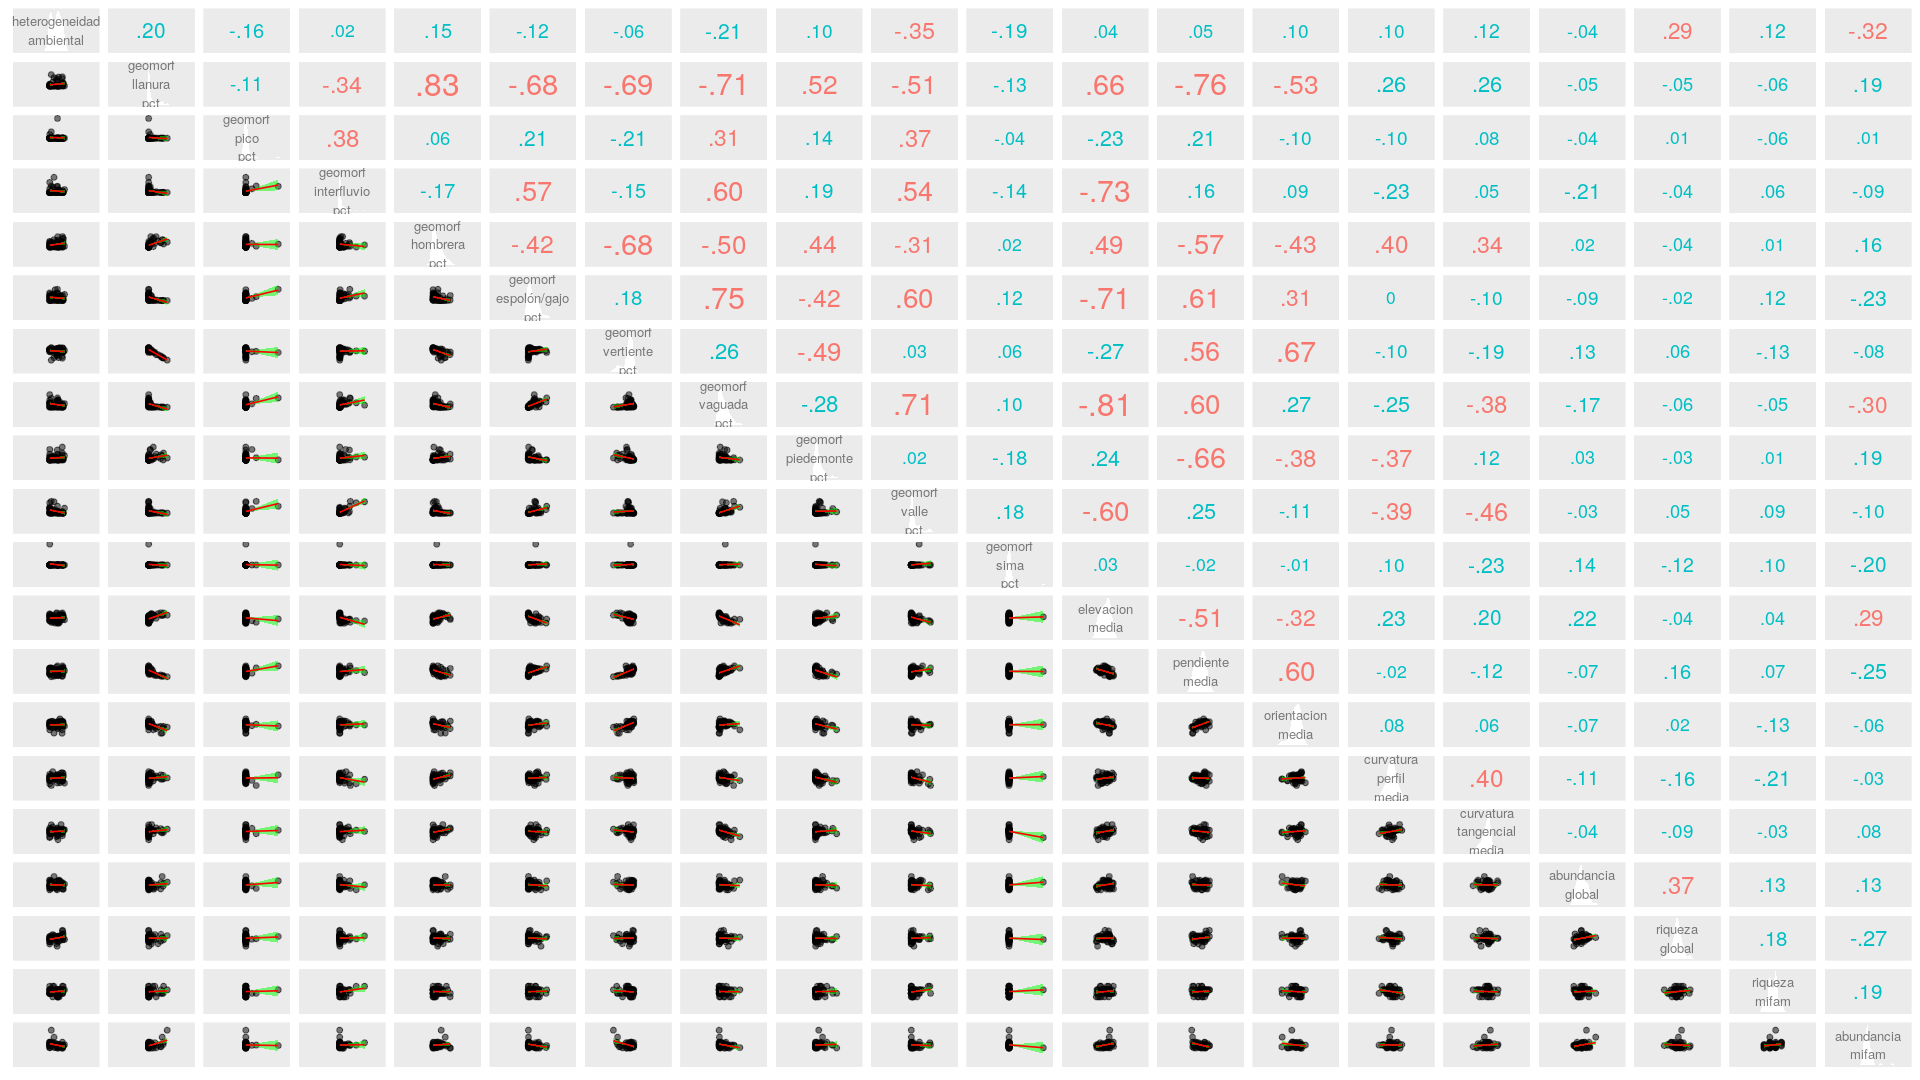 heterogeneidad
ambiental
.20 -.16 .02 .15 -.12 -.06 -.21 .10 -.35 -.19 .04 .05 .10 .10 .12 -.04 .29 .12 -.32
geomorf
llanura
pct
-.11 -.34 .83 -.68 -.69 -.71 .52 -.51 -.13 .66 -.76 -.53 .26 .26 -.05 -.05 -.06 .19
geomorf
pico
pct
.38 .06 .21 -.21 .31 .14 .37 -.04 -.23 .21 -.10 -.10 .08 -.04 .01 -.06 .01
geomorf
interfluvio
pct
-.17 .57 -.15 .60 .19 .54 -.14 -.73 .16 .09 -.23 .05 -.21 -.04 .06 -.09
geomorf
hombrera
pct
-.42 -.68 -.50 .44 -.31 .02 .49 -.57 -.43 .40 .34 .02 -.04 .01 .16
geomorf
espolón/gajo
pct
.18 .75 -.42 .60 .12 -.71 .61 .31 0 -.10 -.09 -.02 .12 -.23
geomorf
vertiente
pct
.26 -.49 .03 .06 -.27 .56 .67 -.10 -.19 .13 .06 -.13 -.08
geomorf
vaguada
pct
-.28 .71 .10 -.81 .60 .27 -.25 -.38 -.17 -.06 -.05 -.30
geomorf
piedemonte
pct
.02 -.18 .24 -.66 -.38 -.37 .12 .03 -.03 .01 .19
geomorf
valle
pct
.18 -.60 .25 -.11 -.39 -.46 -.03 .05 .09 -.10
geomorf
sima
pct
.03 -.02 -.01 .10 -.23 .14 -.12 .10 -.20
elevacion
media
-.51 -.32 .23 .20 .22 -.04 .04 .29
pendiente
media
.60 -.02 -.12 -.07 .16 .07 -.25
orientacion
media
.08 .06 -.07 .02 -.13 -.06
curvatura
perfil
media
.40 -.11 -.16 -.21 -.03
curvatura
tangencial
media
-.04 -.09 -.03 .08
abundancia
global
.37 .13 .13
riqueza
global
.18 -.27
riqueza
mifam
.19
abundancia
mifam